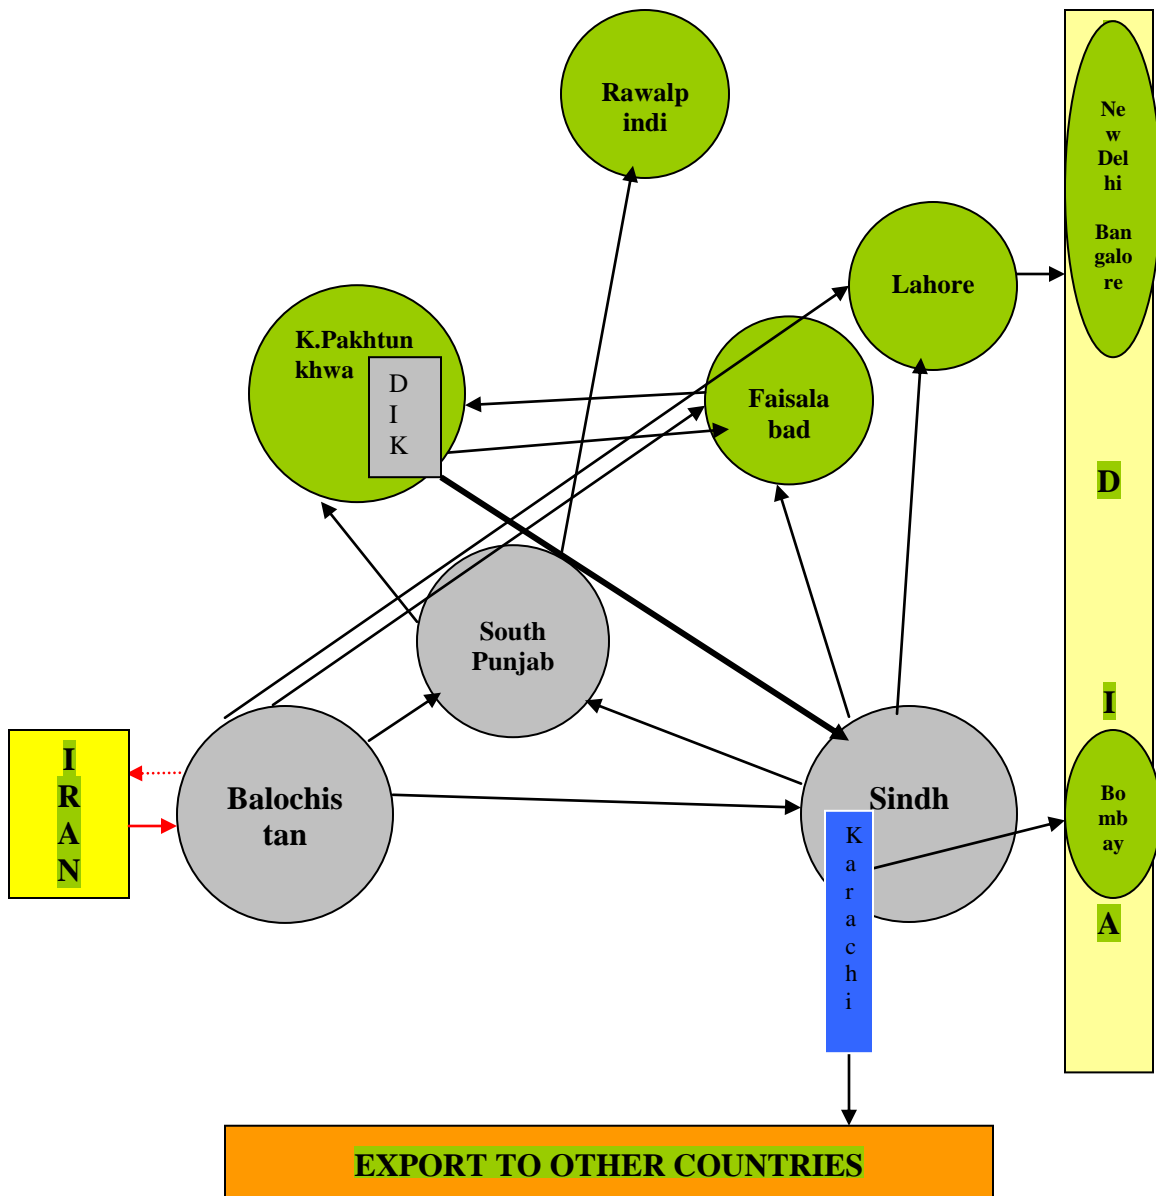 Rawalp
indi
Ne
w
Del
hi
Ban
galo
re
Lahore
K.Pakhtun
khwa
D
I
K
Faisala
bad
D
South
Punjab
I
I
R
A
N
Balochis
tan
Sindh
Bo
mb
ay
K
a
r
a
c
h
i
A
EXPORT TO OTHER COUNTRIES